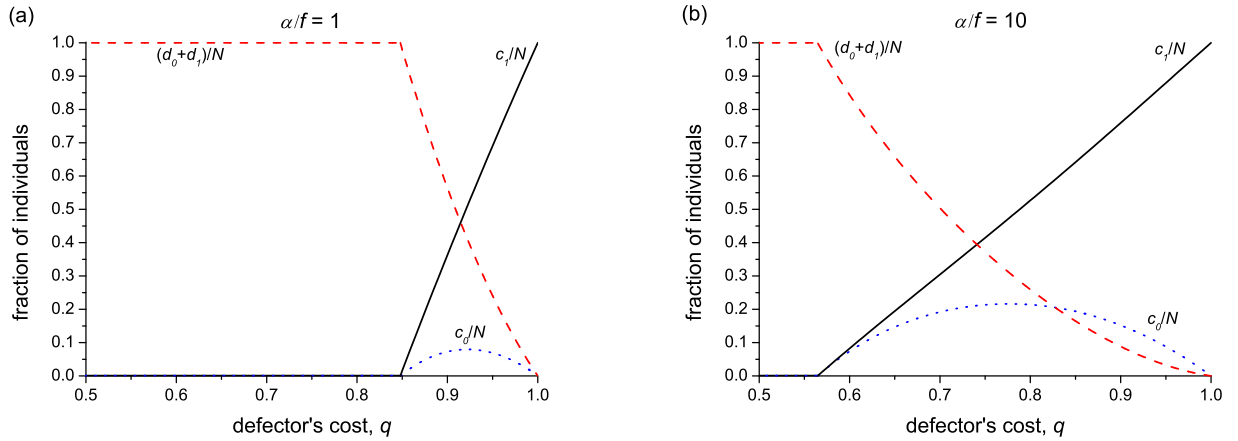 (a)
α/f = 1
1.0
0.9
0.8
0.7
0.6
0.5
0.4
0.3
0.2
0.1
0.0
fraction of individuals
(d₀+d₁)/N
c₁/N
c₀/N
0.5 0.6 0.7 0.8 0.9 1.0
defector's cost, q
(b)
α/f = 10
1.0
0.9
0.8
0.7
0.6
0.5
0.4
0.3
0.2
0.1
0.0
fraction of individuals
(d₀+d₁)/N
c₁/N
c₀/N
0.5 0.6 0.7 0.8 0.9 1.0
defector's cost, q